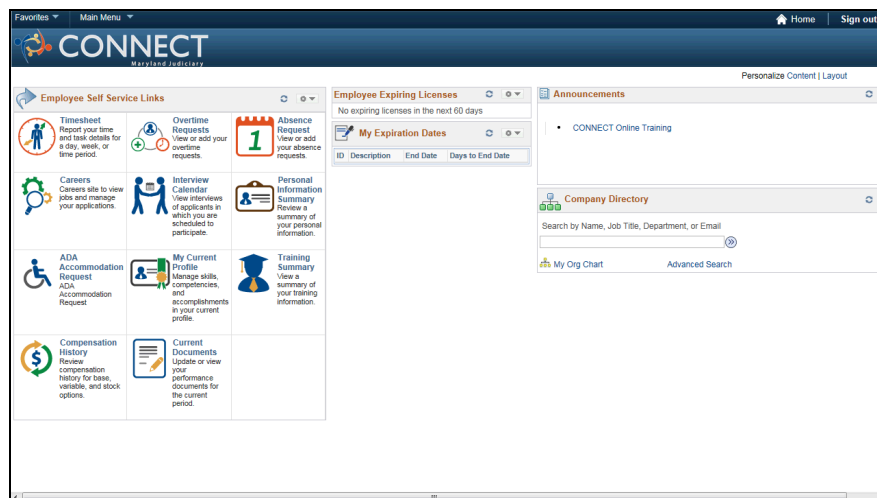 Favorites Main Menu Home Sign out
CONNECT
Maryland Judiciary
Personalize Content | Layout
Employee Self Service Links
Timesheet
Report your time
and task details for
a day, week, or
time period.
Overtime
Requests
View or add your
overtime
requests.
1
Absence
Request
View or add
your absence
requests.
Careers
Careers site to view
jobs and manage
your applications.
Interview
Calendar
View interviews
of applicants in
which you are
scheduled to
participate.
Personal
Information
Summary
Review a
summary of
your personal
information.
ADA
Accommodation
Request
ADA
Accommodation
Request
My Current
Profile
Manage skills,
competencies,
and
accomplishments
in your current
profile.
Training
Summary
View a
summary of
your training
information.
$
Compensation
History
Review
compensation
history for base,
variable, and stock
options.
Current
Documents
Update or view
your
performance
documents for
the current
period.
Employee Expiring Licenses
No expiring licenses in the next 60 days
My Expiration Dates
ID Description End Date Days to End Date
Announcements
• CONNECT Online Training
Company Directory
Search by Name, Job Title, Department, or Email
My Org Chart Advanced Search